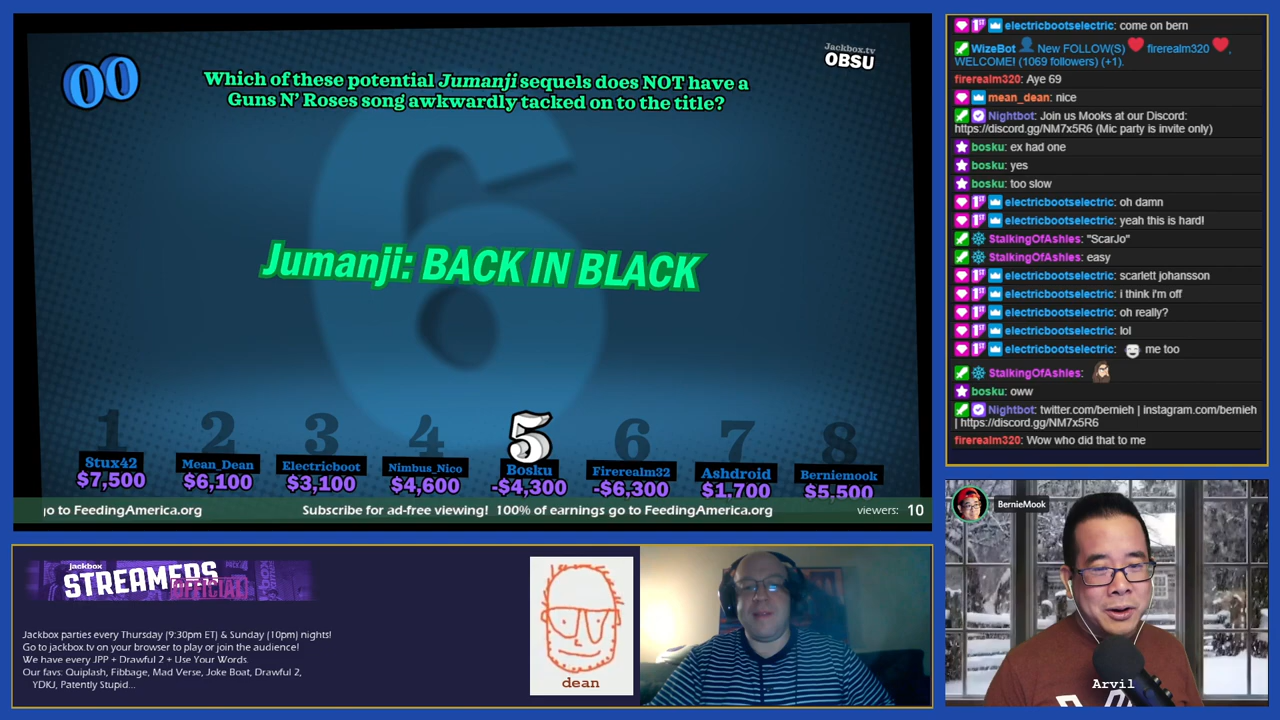 00
Which of these potential Jumanji sequels does NOT have a
Guns N' Roses song awkwardly tacked on to the title?
Jackbox.tv
OBSU
6
Jumanji: BACK IN BLACK
1
2
3
4
5
6
7
8
Stux42
Mean_Dean
Electricboot
Nimbus_Nico
Bosku
Firerealm32
Ashdroid
Berniemook
$7,500
$6,100
$3,100
$4,600
-$4,300
-$6,300
$1,700
$5,500
go to FeedingAmerica.org
Subscribe for ad-free viewing! 100% of earnings go to FeedingAmerica.org
viewers: 10
electricbootselectric: come on bern
WizeBot New FOLLOW(S) firerealm320 ,
WELCOME! (1069 followers) (+1).
firerealm320: Aye 69
mean_dean: nice
Nightbot: Join us Mooks at our Discord:
https://discord.gg/NM7x5R6 (Mic party is invite only)
bosku: ex had one
bosku: yes
bosku: too slow
electricbootselectric: oh damn
electricbootselectric: yeah this is hard!
StalkingOfAshles: "ScarJo"
StalkingOfAshles: easy
electricbootselectric: scarlett johansson
electricbootselectric: i think i'm off
electricbootselectric: oh really?
electricbootselectric: lol
electricbootselectric: me too
StalkingOfAshles:
bosku: oww
Nightbot: twitter.com/bernieh | instagram.com/bernieh
| https://discord.gg/NM7x5R6
firerealm320: Wow who did that to me
jackbox
STREAMERS
OFFICIAL
Jackbox parties every Thursday (9:30pm ET) & Sunday (10pm) nights!
Go to jackbox.tv on your browser to play or join the audience!
We have every JPP + Drawful 2 + Use Your Words
Our favs: Quiplash, Fibbage, Mad Verse, Joke Boat, Drawful 2,
YDKJ, Patently Stupid...
dean
BernieMook
Arvil